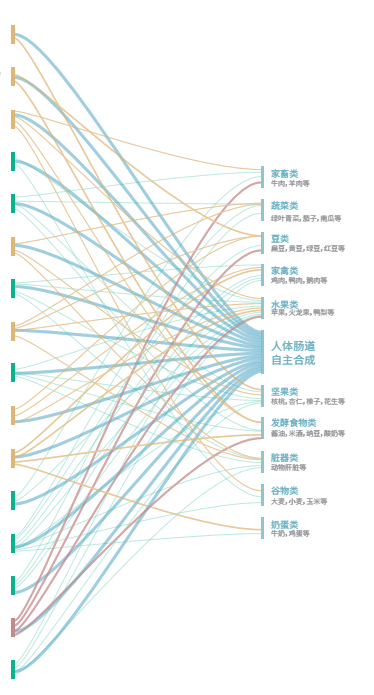 家畜类
牛肉,羊肉等
蔬菜类
绿叶青菜,茄子,南瓜等
豆类
扁豆,黄豆,绿豆,红豆等
家禽类
鸡肉,鸭肉,鹅肉等
水果类
苹果,火龙果,鸭梨等
人体肠道
自主合成
坚果类
核桃,杏仁,榛子,花生等
发酵食物类
酱油,米酒,纳豆,酸奶等
脏器类
动物肝脏等
谷物类
大麦,小麦,玉米等
奶蛋类
牛奶,鸡蛋等